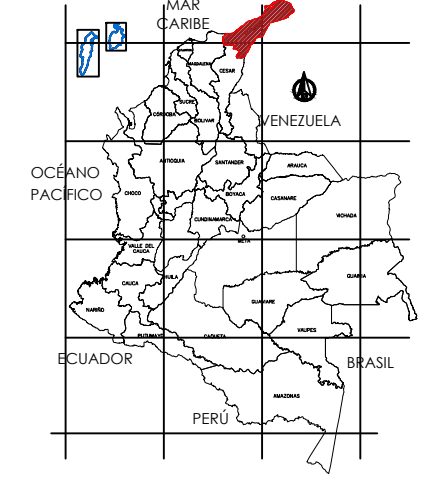 MAR
CARIBE
MAGDALENA
CESAR
SUCRE
CORDOBA
BOLIVAR
VENEZUELA
ANTIOQUIA
SANTANDER
ARAUCA
OCÉANO
PACÍFICO
CHOCO
BOYACA
CASANARE
VICHADA
CUNDINAMARCA
META
VALLE DEL
CAUCA
HUILA
GUAINIA
CAUCA
GUAVIARE
NARIÑO
VAUPES
PUTUMAYO
CAQUETA
ECUADOR
BRASIL
AMAZONAS
PERÚ